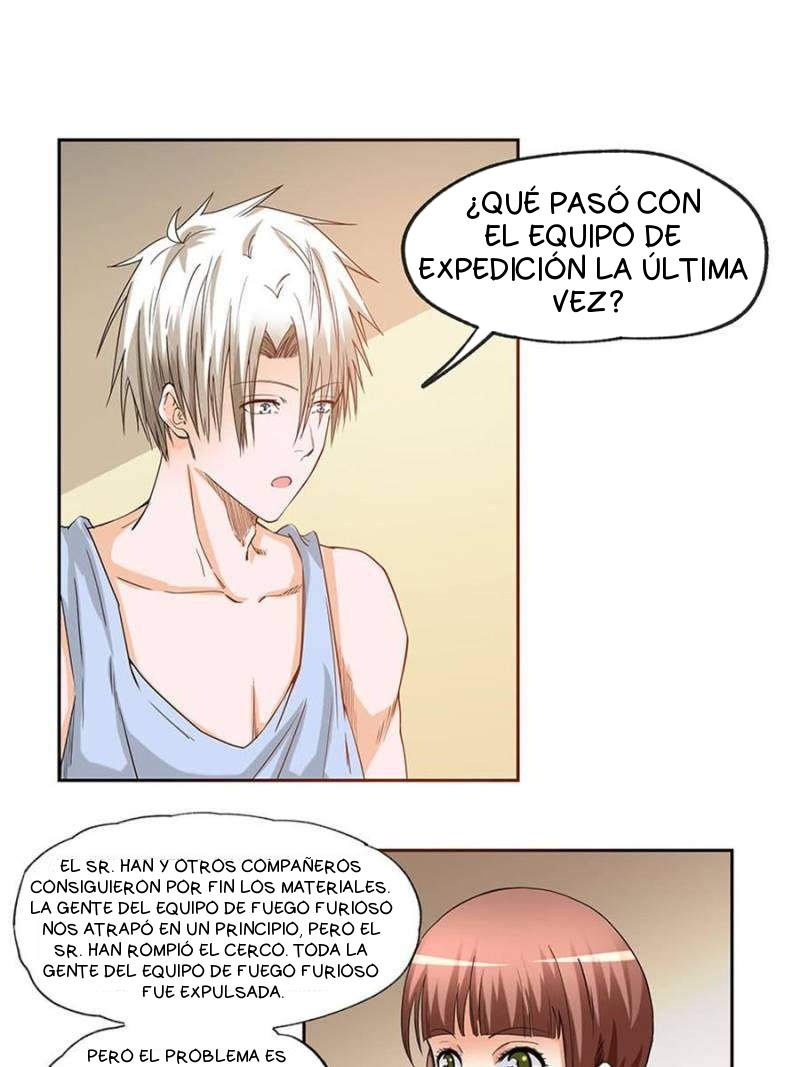 ¿QUÉ PASÓ CON
EL EQUIPO DE
EXPEDICIÓN LA ÚLTIMA
VEZ?
EL SR. HAN Y OTROS COMPAÑEROS
CONSIGUIERON POR FIN LOS MATERIALES.
LA GENTE DEL EQUIPO DE FUEGO FURIOSO
NOS ATRAPÓ EN UN PRINCIPIO, PERO EL
SR. HAN ROMPIÓ EL CERCO. TODA LA
GENTE DEL EQUIPO DE FUEGO FURIOSO
FUE EXPULSADA.
PERO EL PROBLEMA ES